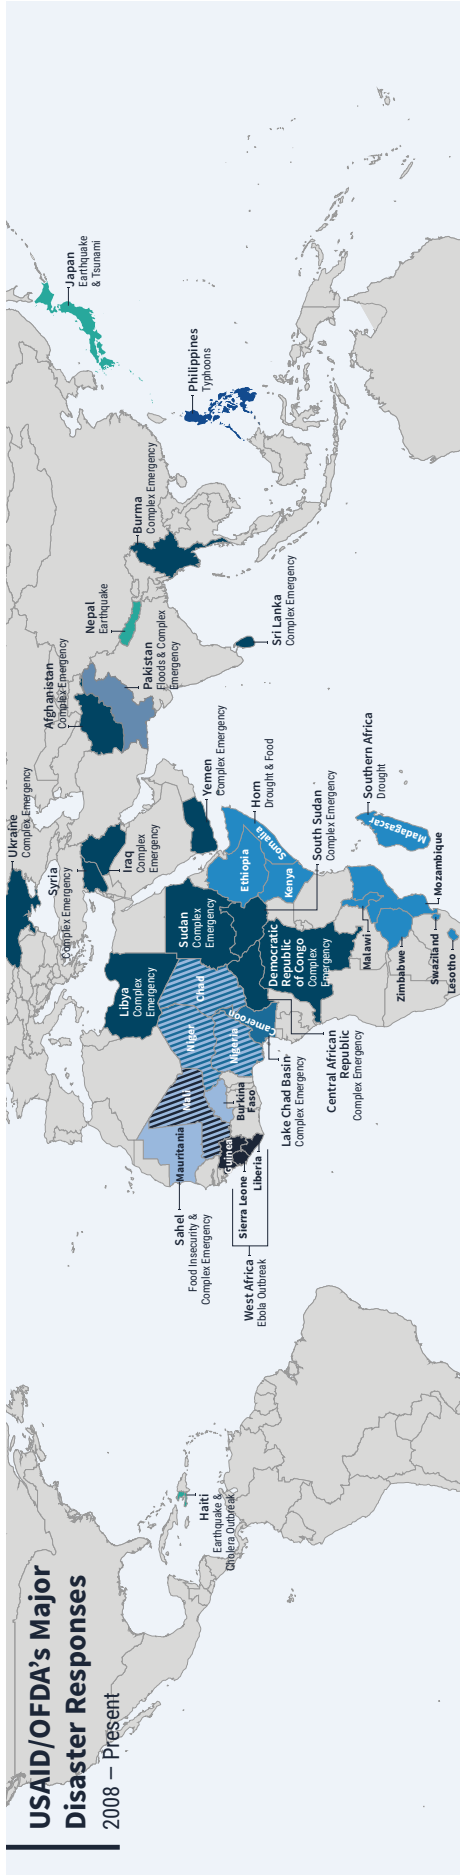 USAID/OFDA's Major
Disaster Responses
2008 – Present
Haiti
Earthquake &
Cholera Outbreak
West Africa
Ebola Outbreak
Sierra Leone
Liberia
Guinea
Sahel
Food Insecurity &
Complex Emergency
Mauritania
Mali
Burkina
Faso
Niger
Nigeria
Chad
Cameroon
Lake Chad Basin
Complex Emergency
Central African
Republic
Complex Emergency
Libya
Complex
Emergency
Sudan
Complex
Emergency
Democratic
Republic
of Congo
Complex
Emergency
South Sudan
Complex Emergency
Ethiopia
Somalia
Kenya
Horn
Drought & Food
Southern Africa
Drought
Madagascar
Malawi
Zimbabwe
Mozambique
Swaziland
Lesotho
Ukraine
Complex Emergency
Syria
Complex Emergency
Iraq
Complex
Emergency
Yemen
Complex Emergency
Afghanistan
Complex Emergency
Pakistan
Floods & Complex
Emergency
Nepal
Earthquake
Sri Lanka
Complex Emergency
Burma
Complex Emergency
Philippines
Typhoons
Japan
Earthquake
& Tsunami